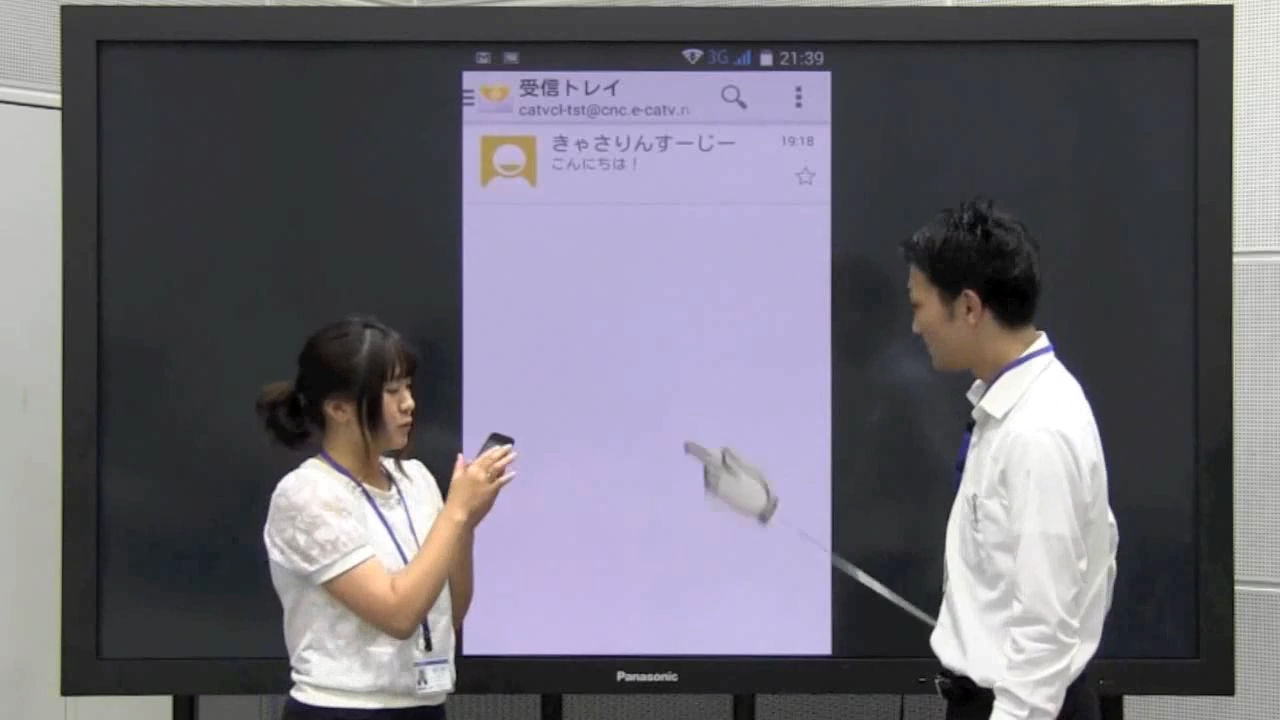 3G 21:39
受信トレイ
catvcl-tst@cnc.e-catv.n
きゃさりんすーじー 19:18
こんにちは！
Panasonic